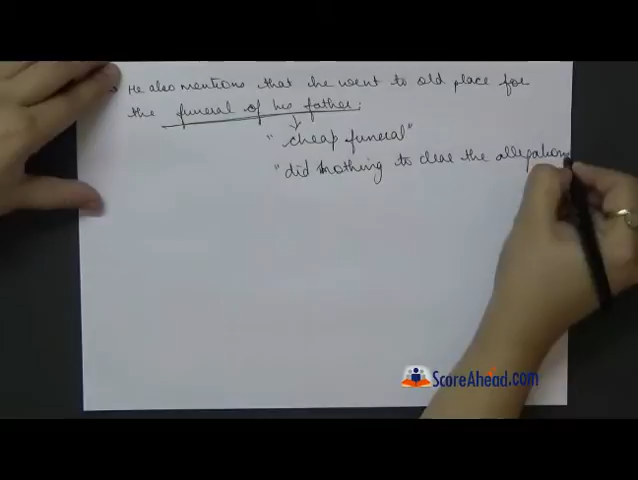 He also mentions that he went to old place for
the funeral of his father.
"cheap funeral"
"did nothing to clear the allegations
ScoreAhead.com